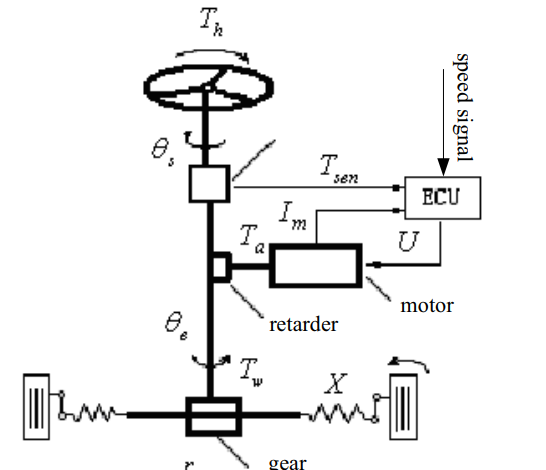 T_h
speed signal
θ_s
T_sen
ECU
I_m
T_a
U
motor
retarder
θ_e
T_w
X
r
gear